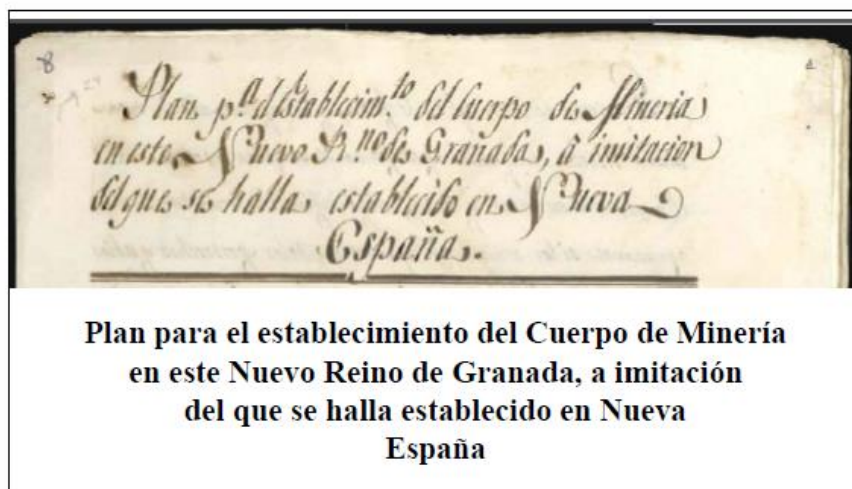 8
Plan p.ª el Establecim.to del Cuerpo de Mineria
en este Nuevo R.no de Granada, à imitacion
del que se halla establecido en Nueva
España.
Plan para el establecimiento del Cuerpo de Minería
en este Nuevo Reino de Granada, a imitación
del que se halla establecido en Nueva
España